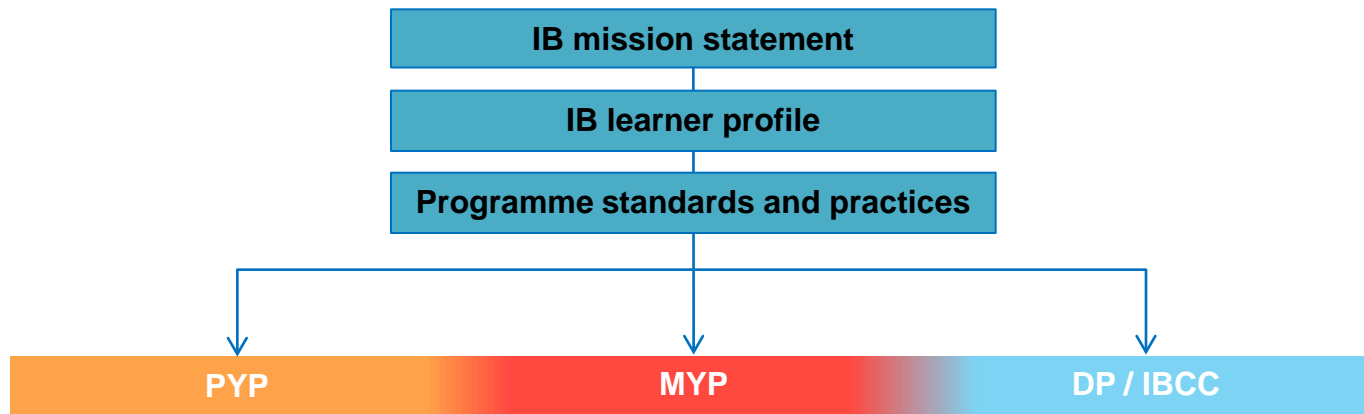 IB mission statement
IB learner profile
Programme standards and practices
PYP
MYP
DP / IBCC